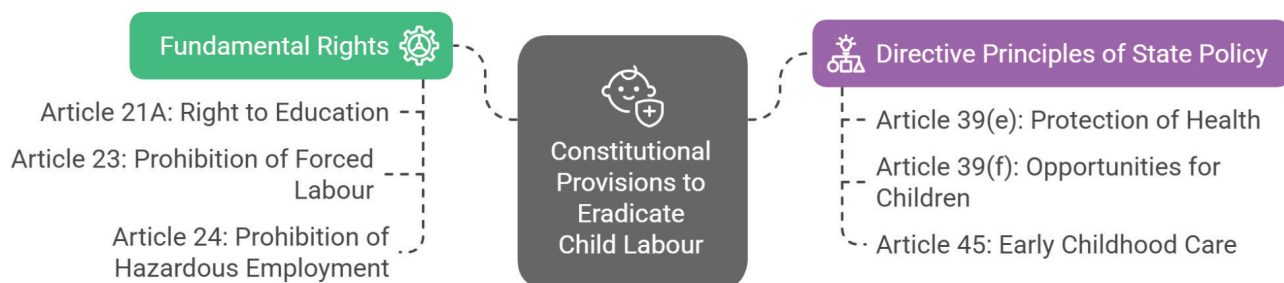 Fundamental Rights
Article 21A: Right to Education
Article 23: Prohibition of Forced
Labour
Article 24: Prohibition of
Hazardous Employment
Constitutional
Provisions to
Eradicate
Child Labour
Directive Principles of State Policy
Article 39(e): Protection of Health
Article 39(f): Opportunities for
Children
Article 45: Early Childhood Care